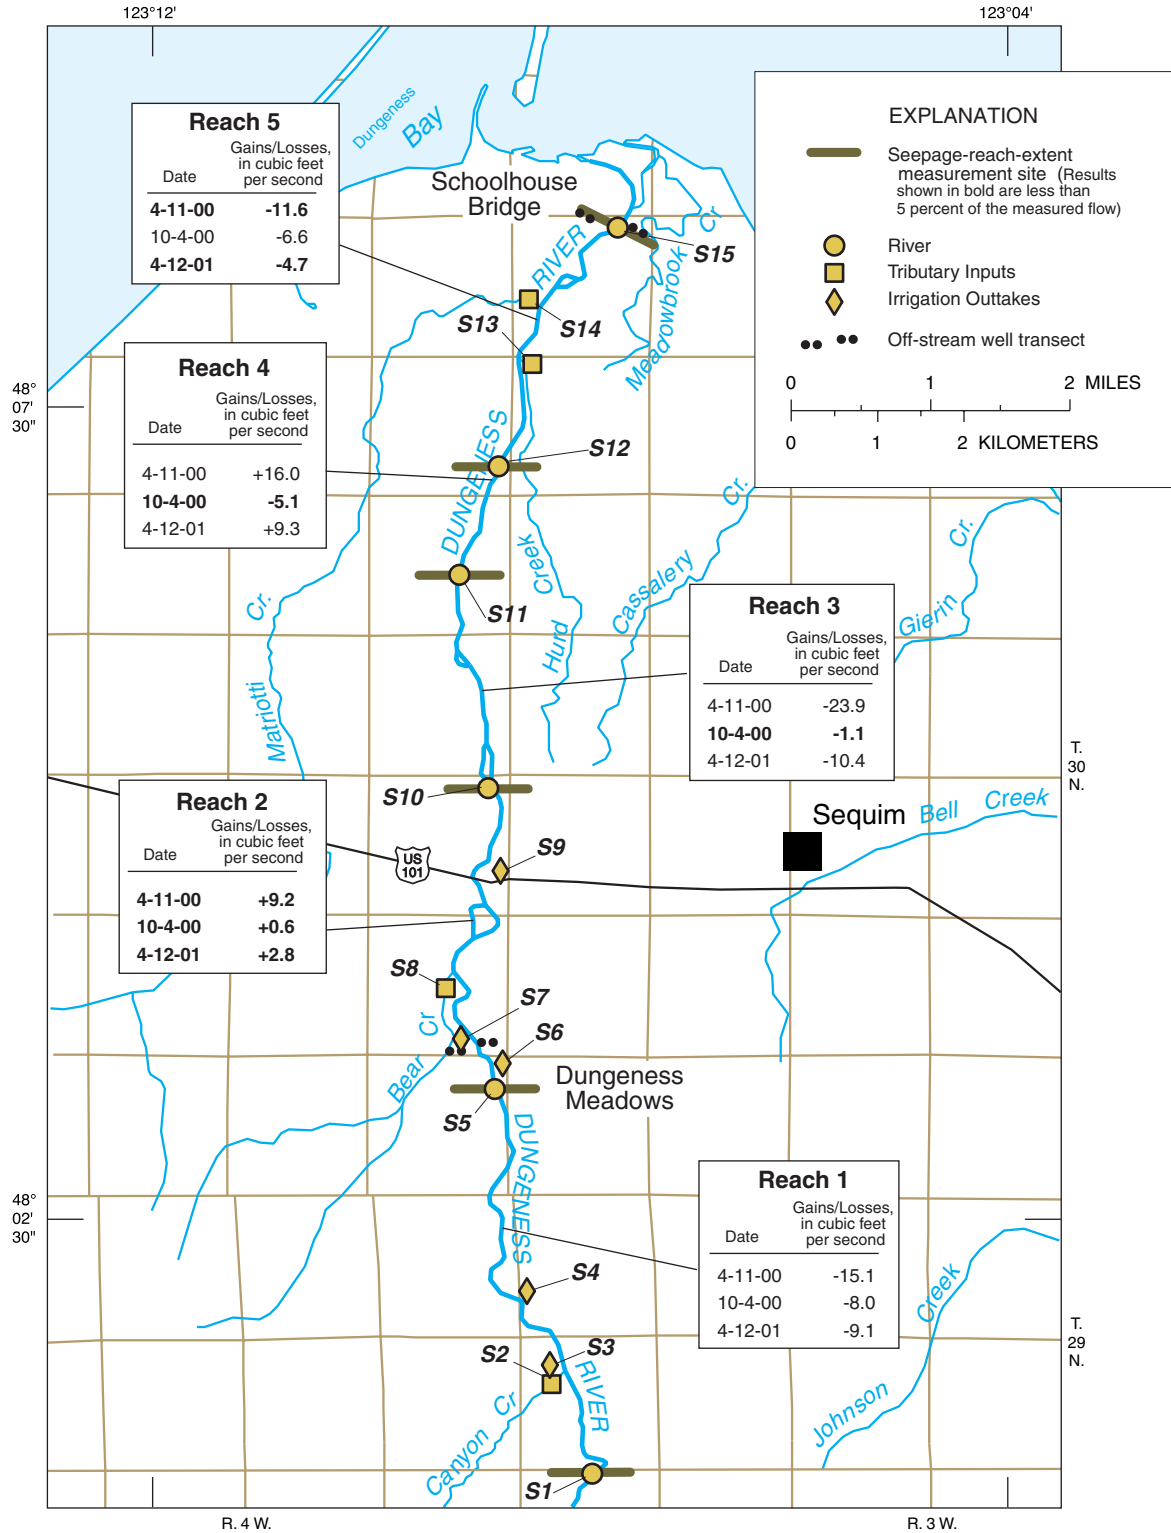 123°12'
123°04'
Dungeness
Bay
Reach 5
Gains/Losses,
in cubic feet
per second
Date
4-11-00 -11.6
10-4-00 -6.6
4-12-01 -4.7
Schoolhouse
Bridge
EXPLANATION
Seepage-reach-extent
measurement site (Results
shown in bold are less than
5 percent of the measured flow)
River
Tributary Inputs
Irrigation Outtakes
Off-stream well transect
0 1 2 MILES
0 1 2 KILOMETERS
RIVER
S15
Meadowbrook Cr
S14
S13
Reach 4
Gains/Losses,
in cubic feet
per second
Date
4-11-00 +16.0
10-4-00 -5.1
4-12-01 +9.3
48°
07'
30"
DUNGENESS
S12
S11
Hurd Creek
Cassalery Cr.
Gierin Cr.
Matriotti Cr.
Reach 3
Gains/Losses,
in cubic feet
per second
Date
4-11-00 -23.9
10-4-00 -1.1
4-12-01 -10.4
T.
30
N.
S10
Reach 2
Gains/Losses,
in cubic feet
per second
Date
4-11-00 +9.2
10-4-00 +0.6
4-12-01 +2.8
US
101
S9
Sequim
Bell Creek
S8
S7
S6
Bear Cr
S5
Dungeness
Meadows
DUNGENESS
48°
02'
30"
Reach 1
Gains/Losses,
in cubic feet
per second
Date
4-11-00 -15.1
10-4-00 -8.0
4-12-01 -9.1
S4
S3
S2
RIVER
Canyon Cr
S1
Johnson Creek
T.
29
N.
R. 4 W.
R. 3 W.